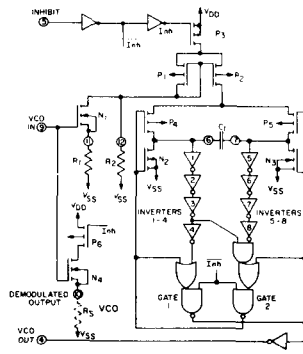 INHIBIT
5
Inh
Inh
VDD
P3
P1
P2
VCO IN
9
N1
11
R1
VSS
12
R2
VSS
P4
N2
VSS
6
C1
7
P5
N3
VSS
1
2
3
4
5
6
7
8
INVERTERS
1-4
INVERTERS
5-8
VDD
Inh
P6
N4
DEMODULATED
OUTPUT
10
R5
VSS
VCO
Inh
GATE
1
GATE
2
VCO
OUT
4